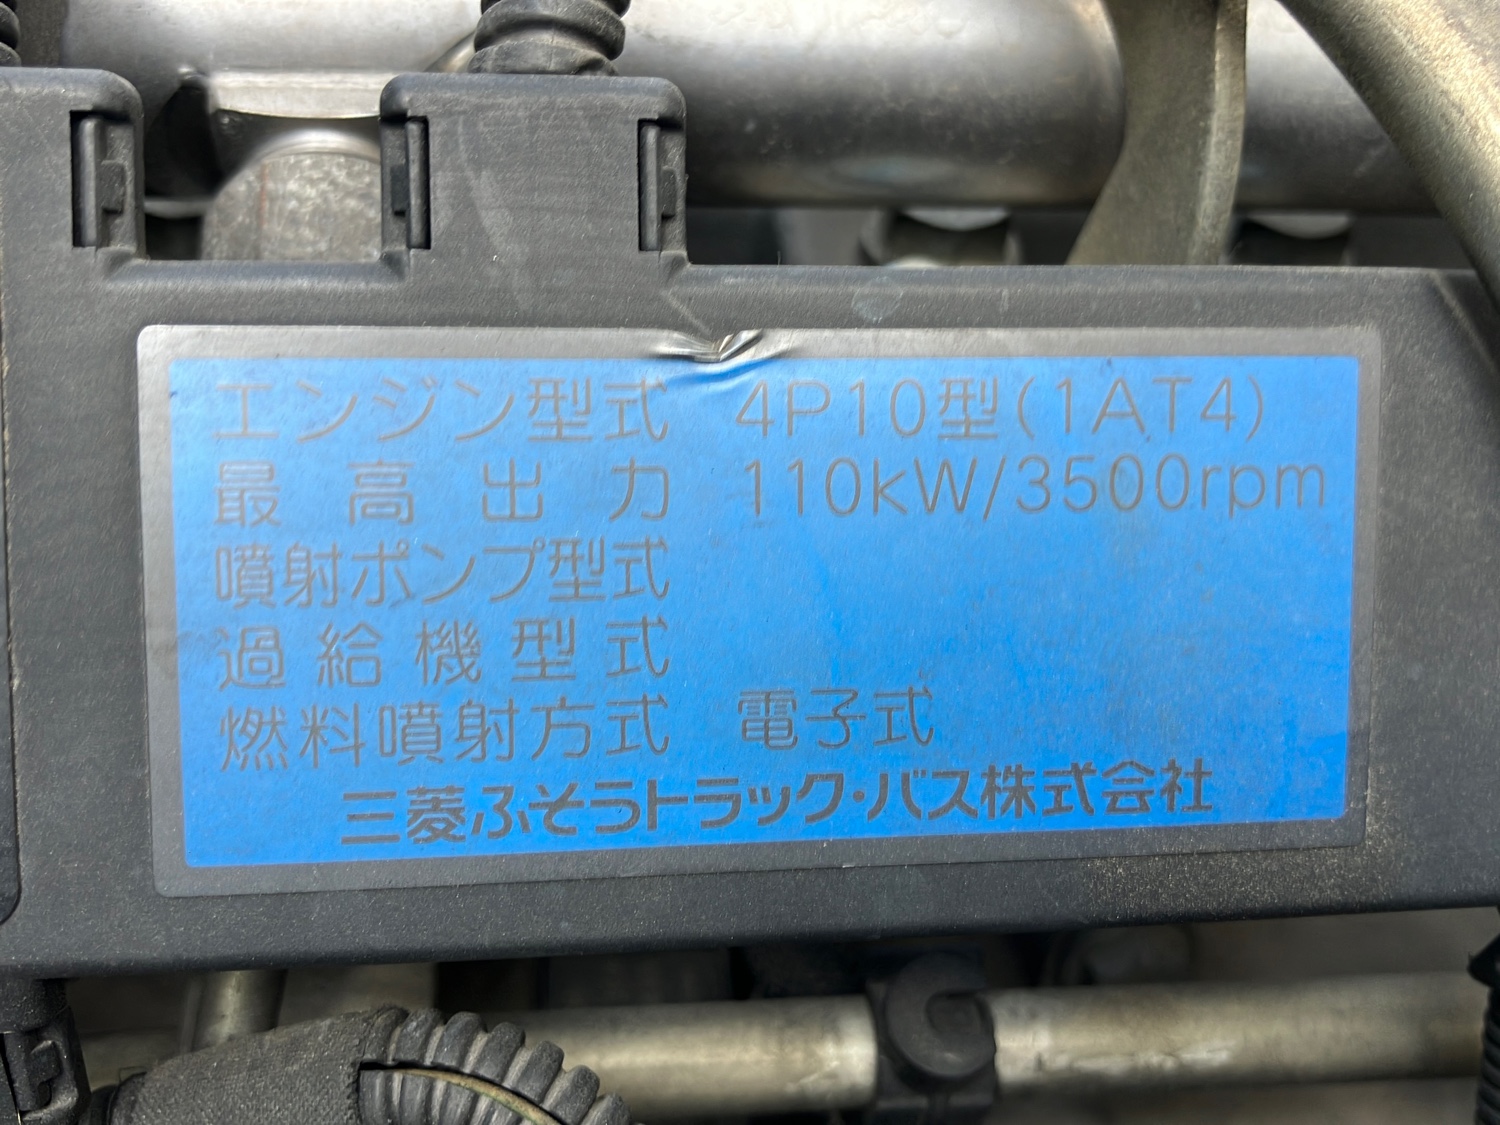 エンジン型式 4P10型(1AT4)
最高出力 110kW/3500rpm
噴射ポンプ型式
過給機型式
燃料噴射方式 電子式
三菱ふそうトラック・バス株式会社